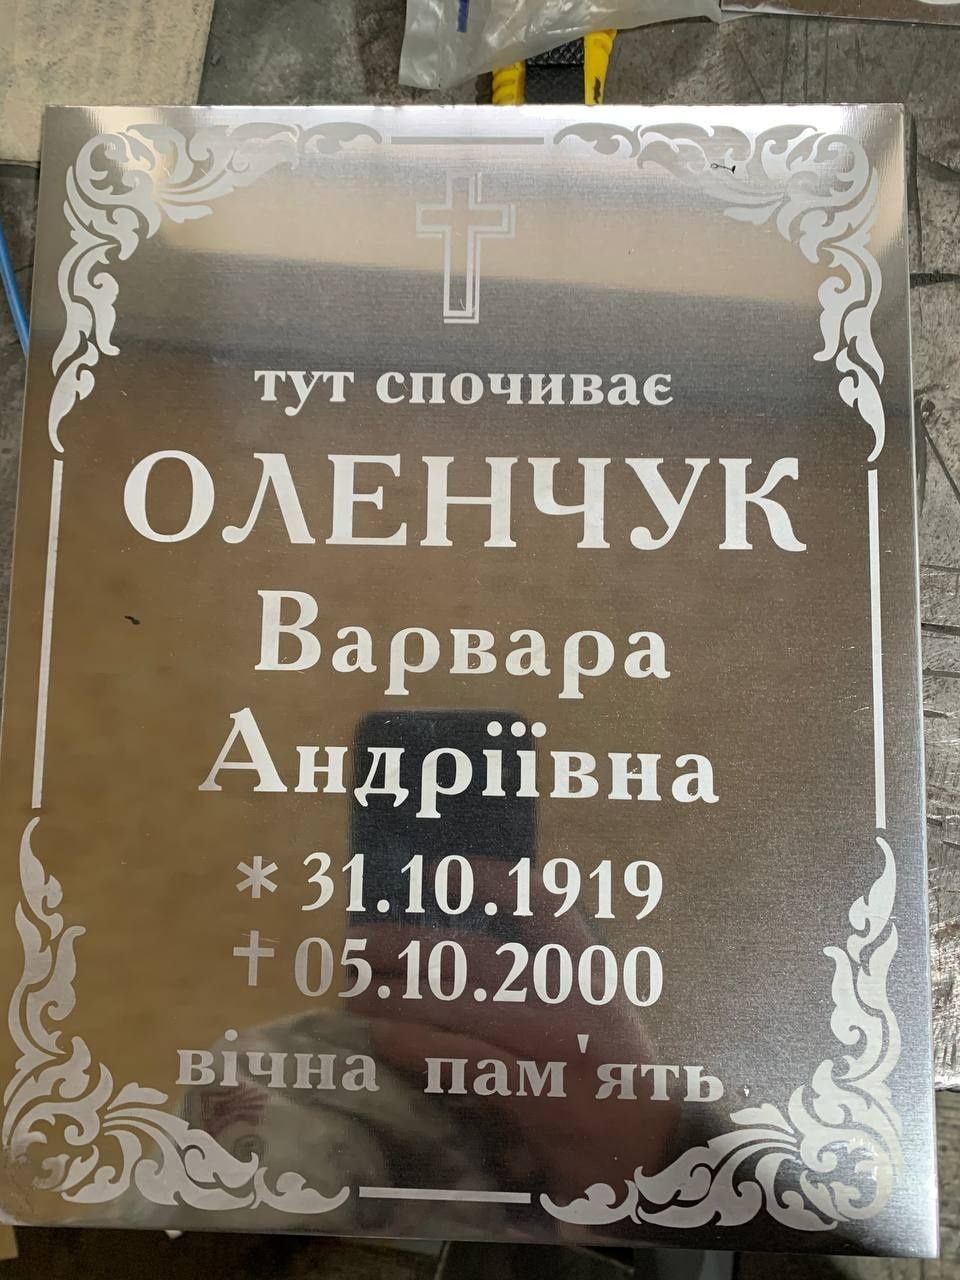 тут спочиває
ОЛЕНЧУК
Варвара
Андріївна
* 31.10.1919
† 05.10.2000
вічна пам'ять